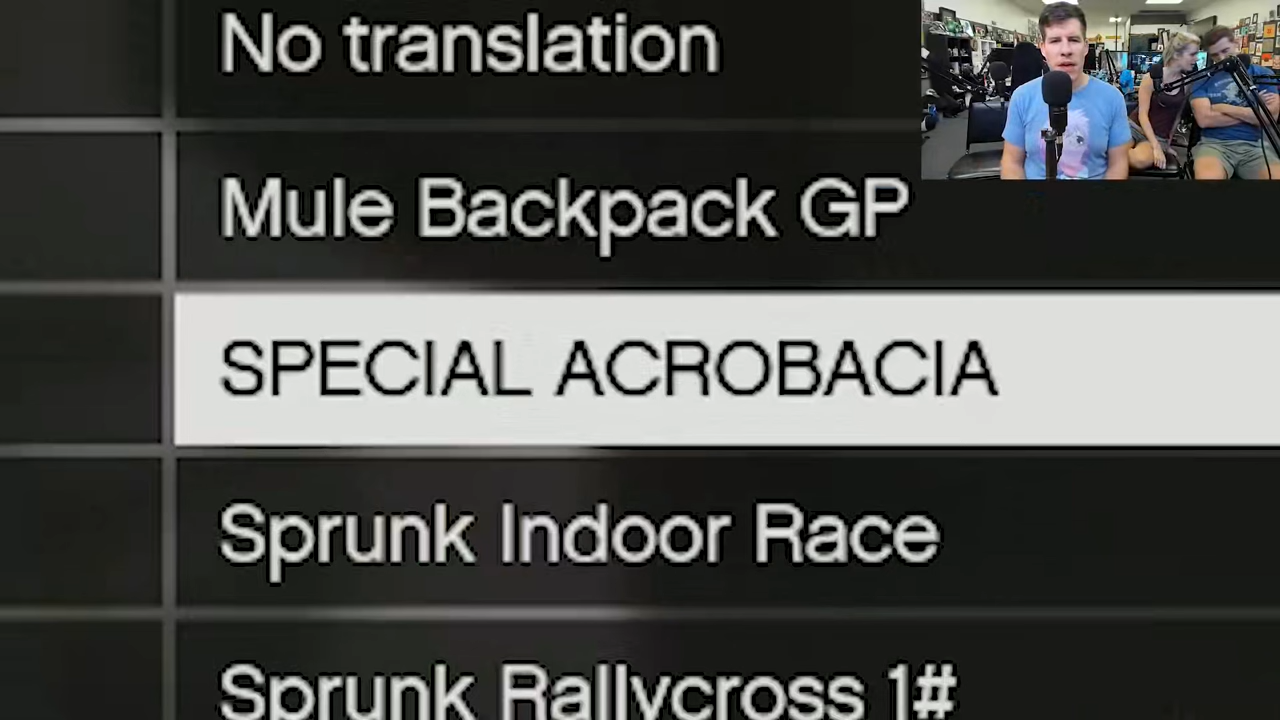 No translation
Mule Backpack GP
SPECIAL ACROBACIA
Sprunk Indoor Race
Sprunk Rallycross 1#